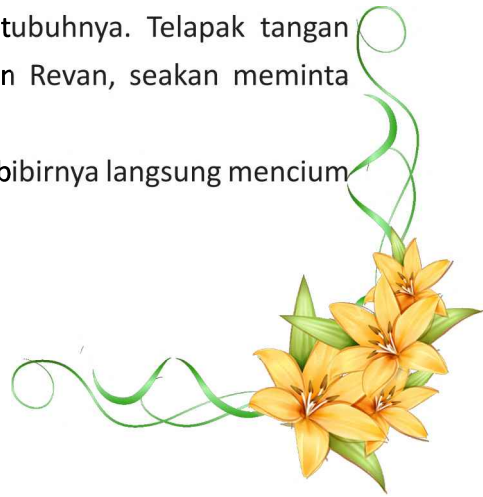 tubuhnya. Telapak tangan
n Revan, seakan meminta
bibirnya langsung mencium